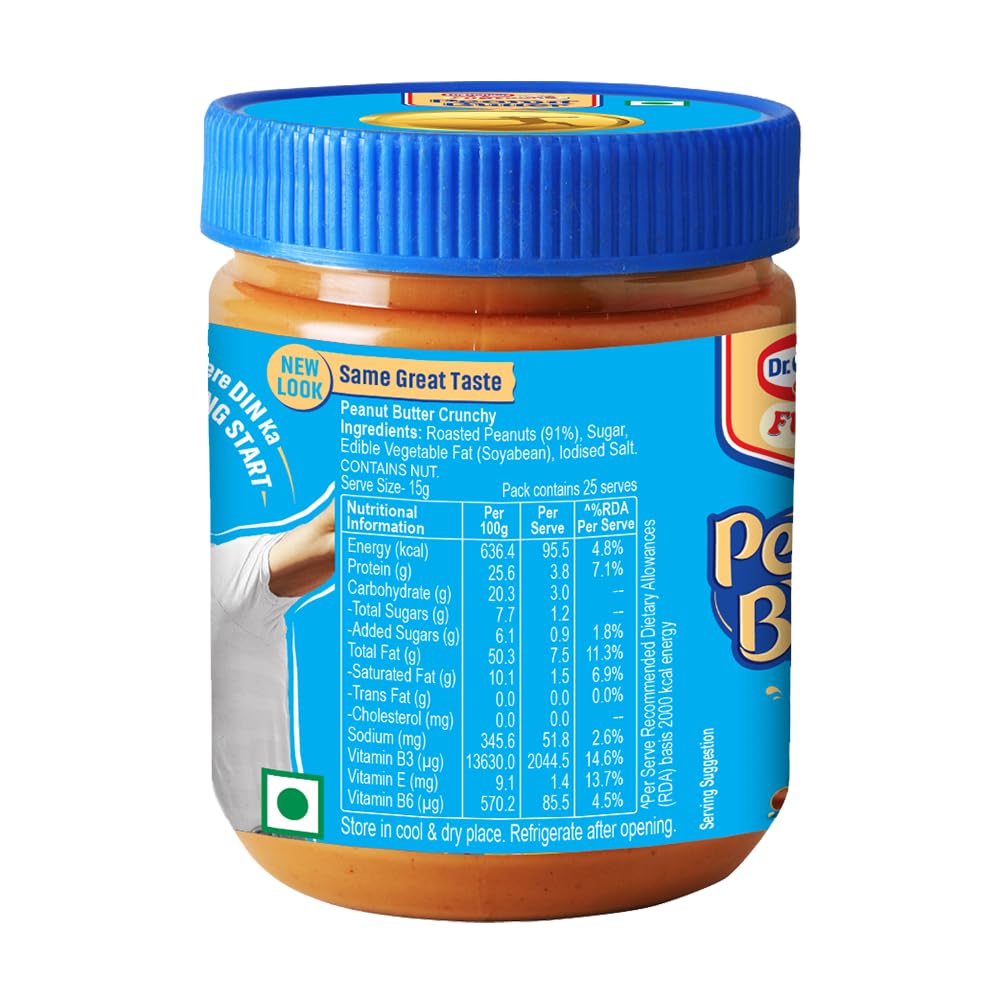 Peanut
Butter
ere DIN Ka
NG START
NEW
LOOK
Same Great Taste
Peanut Butter Crunchy
Ingredients: Roasted Peanuts (91%), Sugar,
Edible Vegetable Fat (Soyabean), Iodised Salt.
CONTAINS NUT.
Serve Size- 15g Pack contains 25 serves
Nutritional Information Per 100g Per Serve ^%RDA Per Serve
Energy (kcal) 636.4 95.5 4.8%
Protein (g) 25.6 3.8 7.1%
Carbohydrate (g) 20.3 3.0 --
-Total Sugars (g) 7.7 1.2 --
-Added Sugars (g) 6.1 0.9 1.8%
Total Fat (g) 50.3 7.5 11.3%
-Saturated Fat (g) 10.1 1.5 6.9%
-Trans Fat (g) 0.0 0.0 0.0%
-Cholesterol (mg) 0.0 0.0 --
Sodium (mg) 345.6 51.8 2.6%
Vitamin B3 (µg) 13630.0 2044.5 14.6%
Vitamin E (mg) 9.1 1.4 13.7%
Vitamin B6 (µg) 570.2 85.5 4.5%
^Per Serve Recommended Dietary Allowances
(RDA) basis 2000 kcal energy
Store in cool & dry place. Refrigerate after opening.
Serving Suggestion
Dr.
Fu
Pe
B